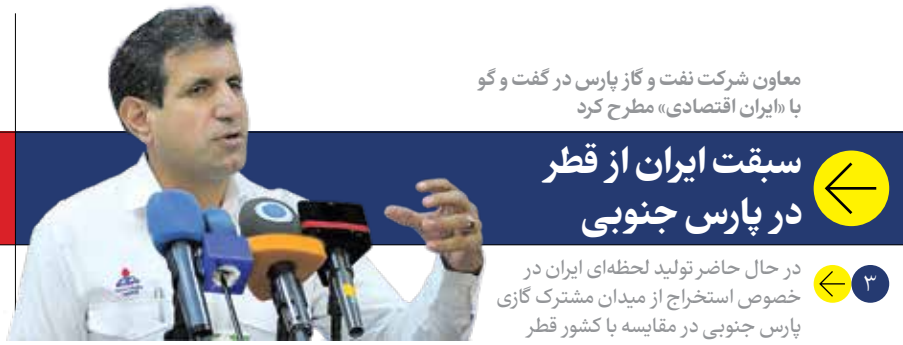 معاون شرکت نفت و گاز پارس در گفت و گو
با «ایران اقتصادی» مطرح کرد
سبقت ایران از قطر
در پارس جنوبی
۳
در حال حاضر تولید لحظه‌ای ایران در
خصوص استخراج از میدان مشترک گازی
پارس جنوبی در مقایسه با کشور قطر